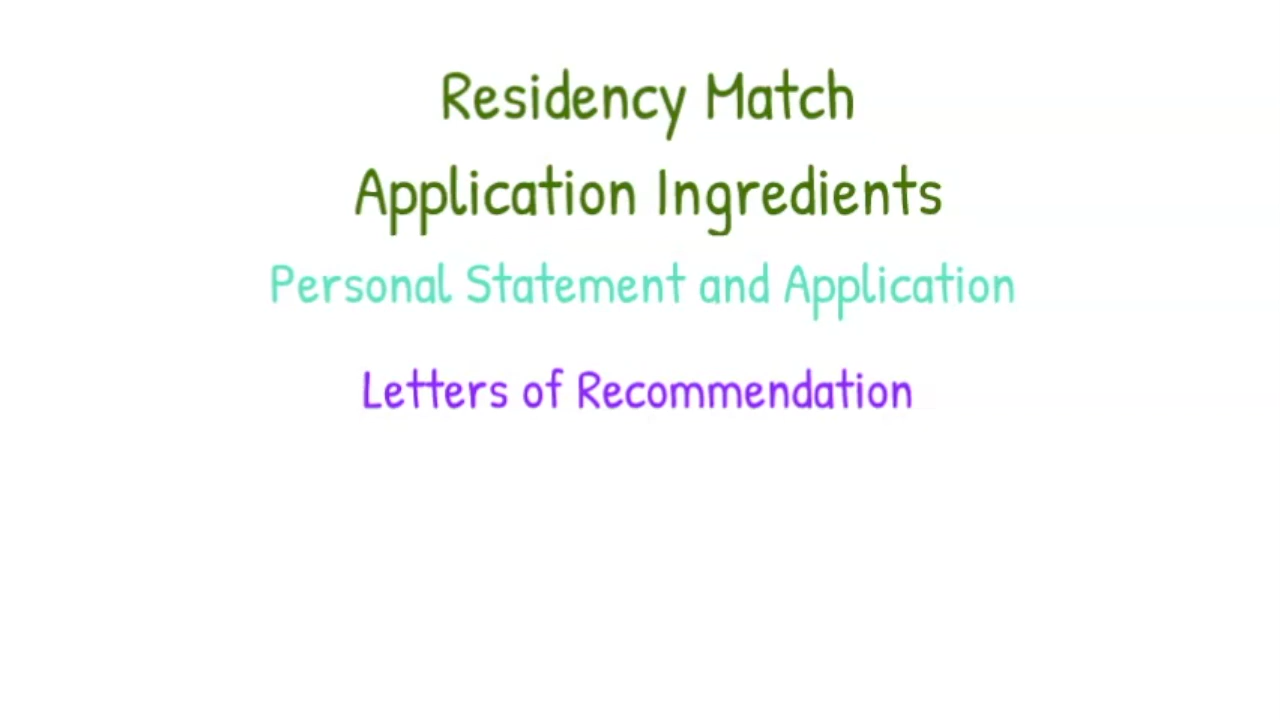 Residency Match
Application Ingredients
Personal Statement and Application
Letters of Recommendation